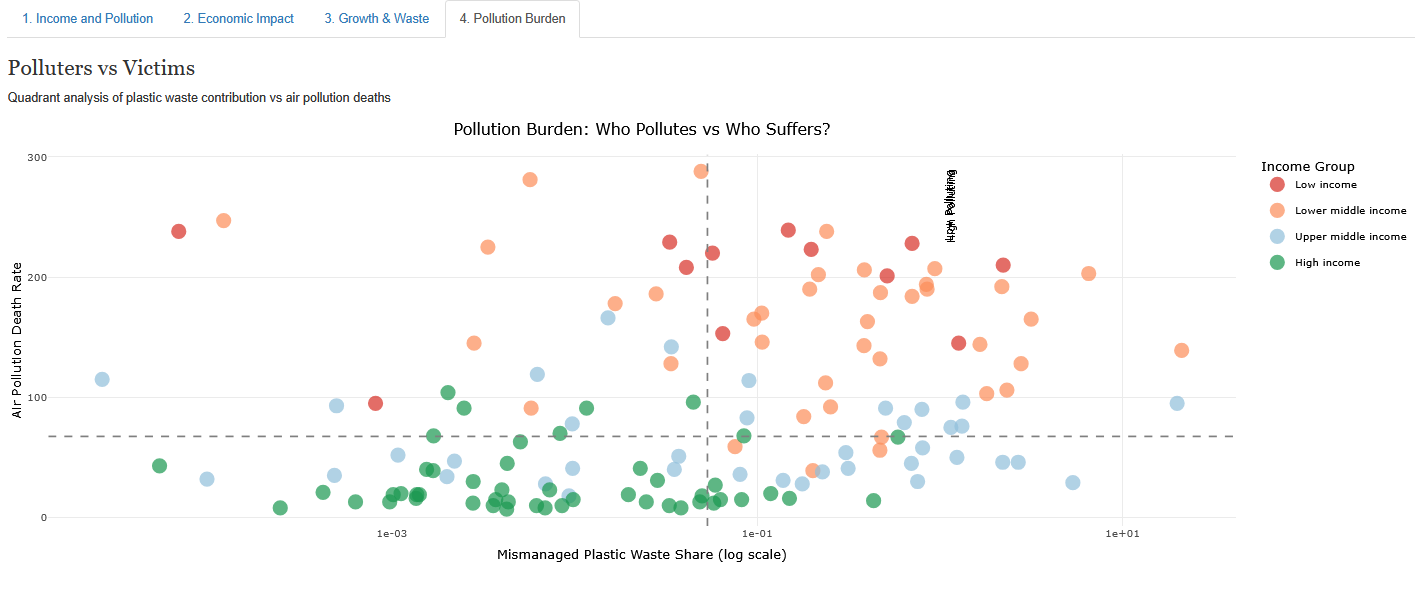 1. Income and Pollution
2. Economic Impact
3. Growth & Waste
4. Pollution Burden
Polluters vs Victims
Quadrant analysis of plastic waste contribution vs air pollution deaths
Pollution Burden: Who Pollutes vs Who Suffers?
300
200
100
0
Air Pollution Death Rate
1e-03
1e-01
1e+01
Mismanaged Plastic Waste Share (log scale)
Polluting
Income Group
Low income
Lower middle income
Upper middle income
High income